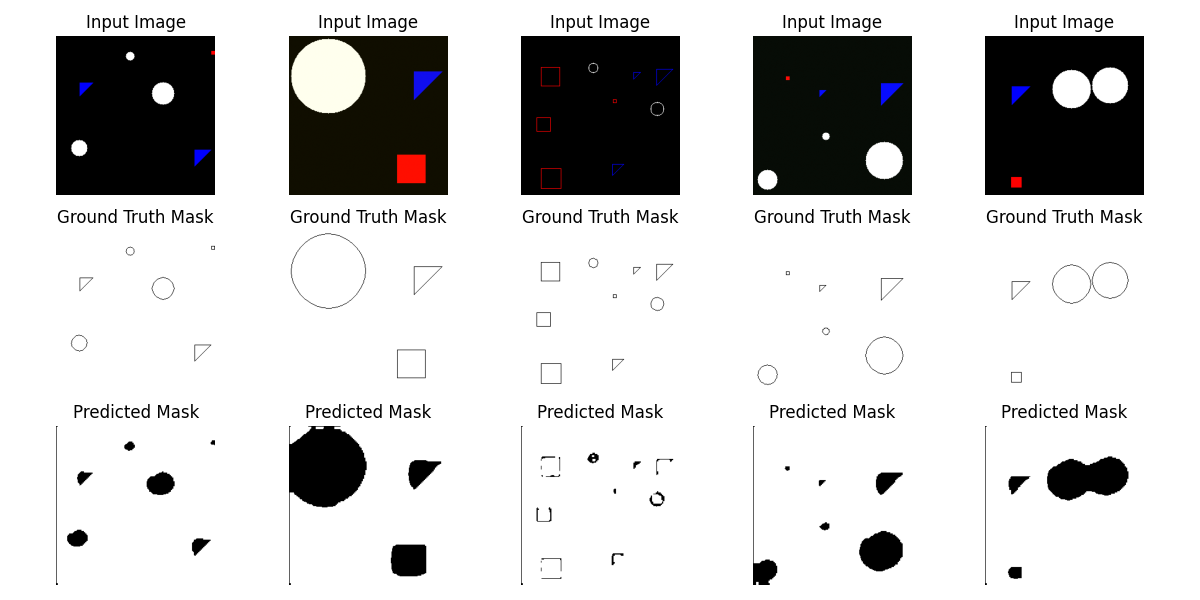 Input Image Input Image Input Image Input Image Input Image
Ground Truth Mask Ground Truth Mask Ground Truth Mask Ground Truth Mask Ground Truth Mask
Predicted Mask Predicted Mask Predicted Mask Predicted Mask Predicted Mask